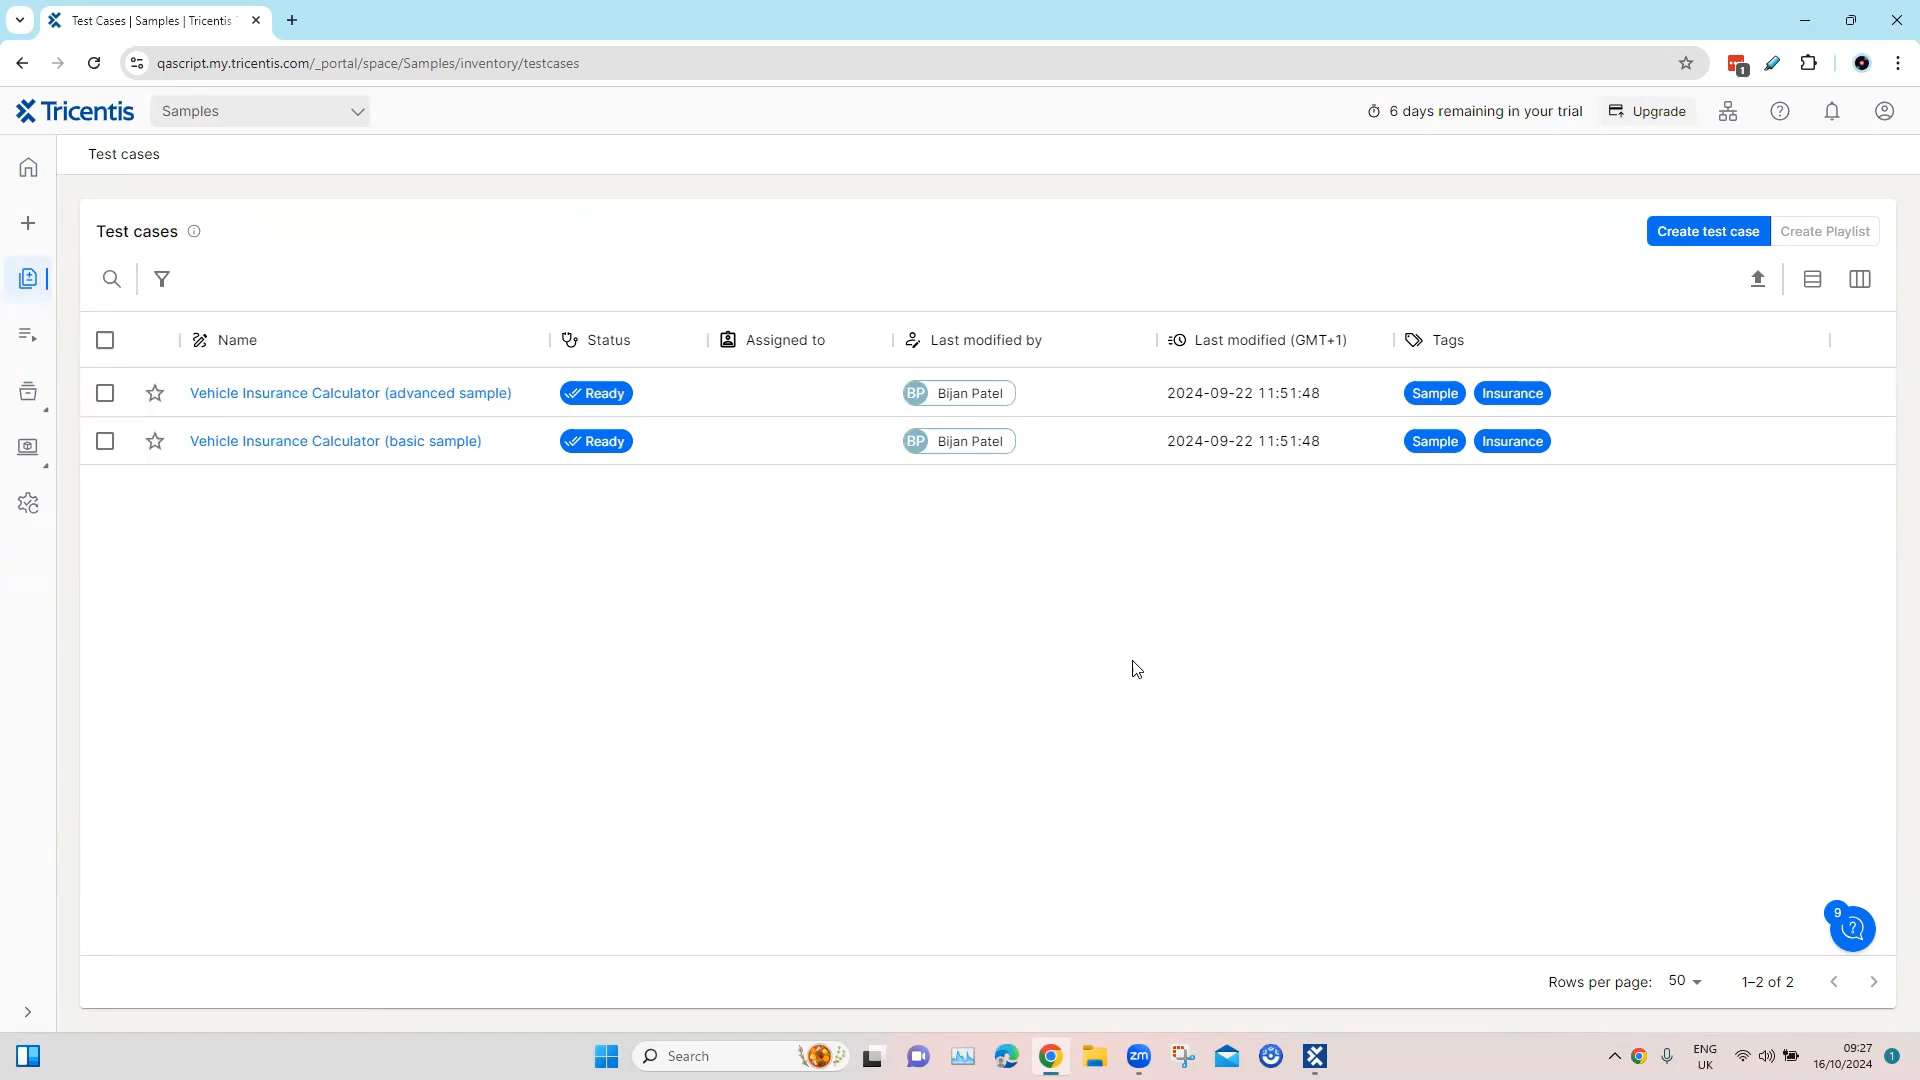 Test Cases | Samples | Tricentis
qascript.my.tricentis.com/_portal/space/Samples/inventory/testcases
1
Tricentis
Samples
6 days remaining in your trial
Upgrade
Test cases
Test cases
Create test case
Create Playlist
Name
Status
Assigned to
Last modified by
Last modified (GMT+1)
Tags
Vehicle Insurance Calculator (advanced sample)
Ready
BP Bijan Patel
2024-09-22 11:51:48
Sample
Insurance
Vehicle Insurance Calculator (basic sample)
Ready
BP Bijan Patel
2024-09-22 11:51:48
Sample
Insurance
9
Rows per page: 50
1–2 of 2
Search
zm
ENG
UK
09:27
16/10/2024
1